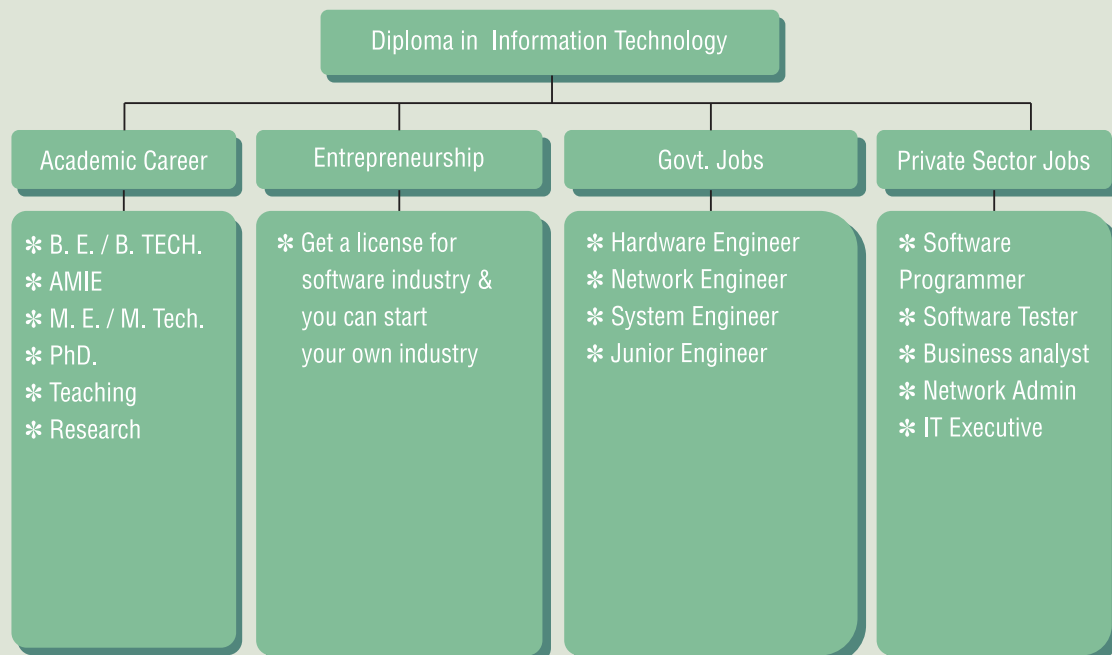 Diploma in Information Technology
Academic Career
✻ B. E. / B. TECH.
✻ AMIE
✻ M. E. / M. Tech.
✻ PhD.
✻ Teaching
✻ Research
Entrepreneurship
✻ Get a license for
software industry &
you can start
your own industry
Govt. Jobs
✻ Hardware Engineer
✻ Network Engineer
✻ System Engineer
✻ Junior Engineer
Private Sector Jobs
✻ Software
Programmer
✻ Software Tester
✻ Business analyst
✻ Network Admin
✻ IT Executive